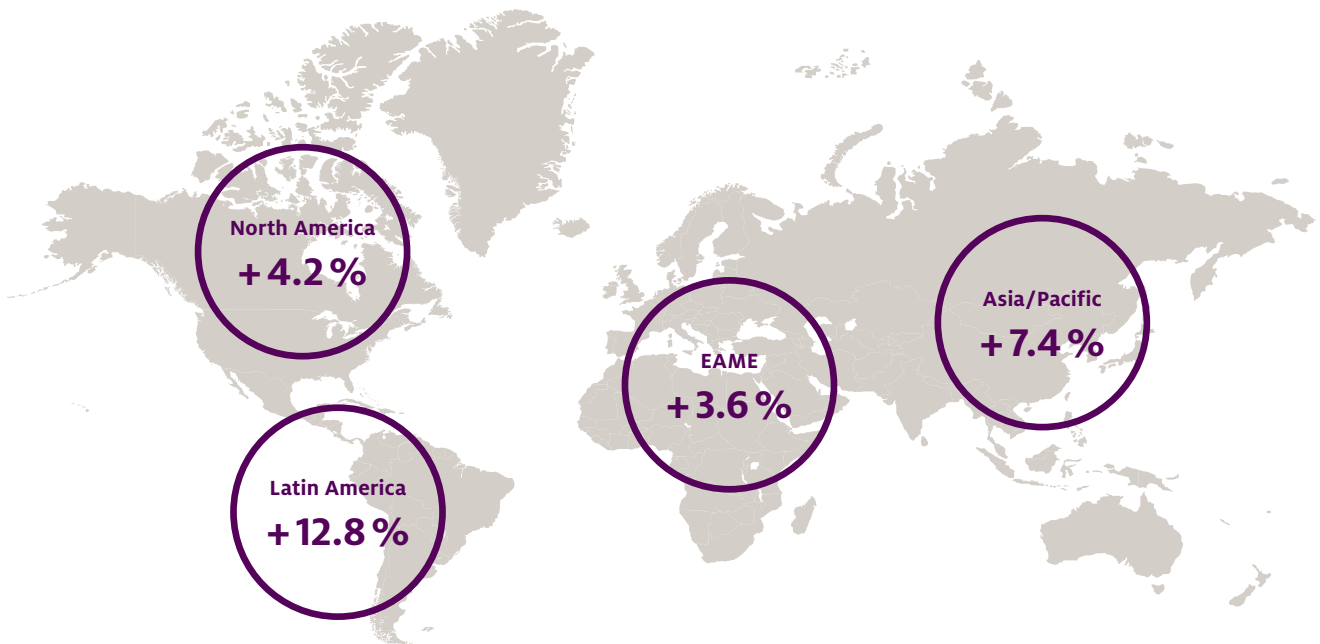 North America
+ 4.2 %
Asia/Pacific
+ 7.4 %
EAME
+ 3.6 %
Latin America
+ 12.8 %